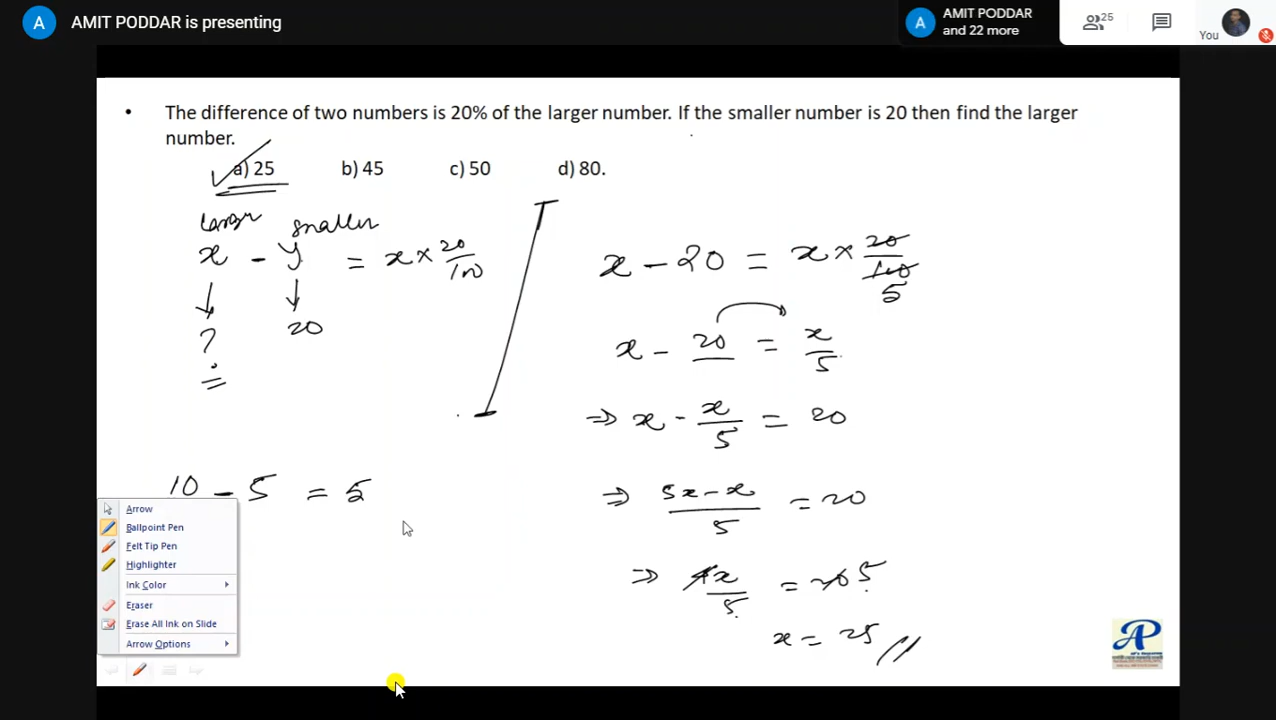 A AMIT PODDAR is presenting
A AMIT PODDAR
and 22 more
25
You
• The difference of two numbers is 20% of the larger number. If the smaller number is 20 then find the larger
number.
a) 25 b) 45 c) 50 d) 80.
larger smaller
x - y = x × 20/100
? 20
10 - 5 = 5
x - 20 = x × 20/100
5
x - 20 = x/5
⇒ x - x/5 = 20
⇒ 5x - x/5 = 20
⇒ 4x/5 = 20 5
x = 25 //
Arrow
Ballpoint Pen
Felt Tip Pen
Highlighter
Ink Color
Eraser
Erase All Ink on Slide
Arrow Options
AP